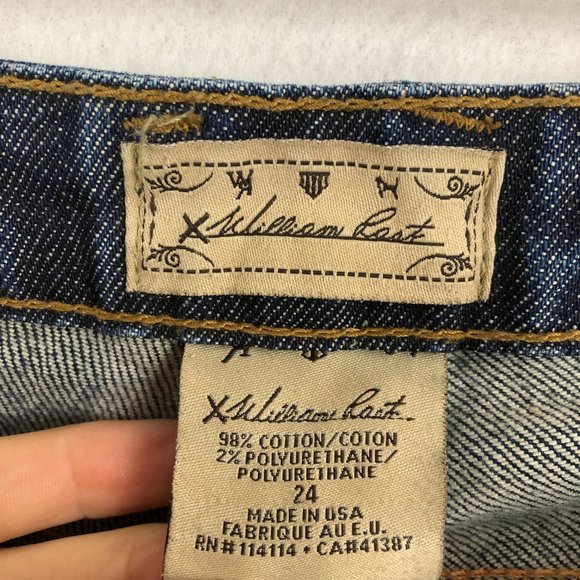 X William Rast
X William Rast
98% COTTON/COTON
2% POLYURETHANE/
POLYURETHANE
24
MADE IN USA
FABRIQUE AU E.U.
RN#114114 • CA#41387